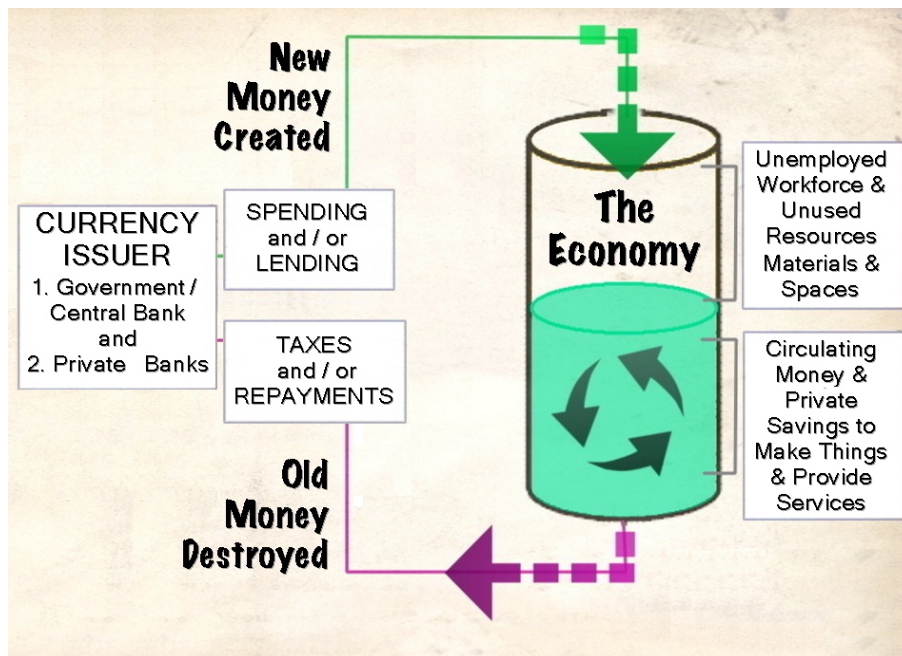 New
Money
Created
CURRENCY
ISSUER
1. Government /
Central Bank
and
2. Private Banks
SPENDING
and / or
LENDING
TAXES
and / or
REPAYMENTS
Old
Money
Destroyed
The
Economy
Unemployed
Workforce &
Unused
Resources
Materials &
Spaces
Circulating
Money &
Private
Savings to
Make Things
& Provide
Services